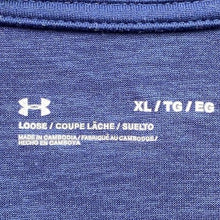 XL / TG / EG
LOOSE / COUPE LÂCHE / SUELTO
MADE IN CAMBODIA / FABRIQUÉ AU CAMBODGE /
HECHO EN CAMBOYA